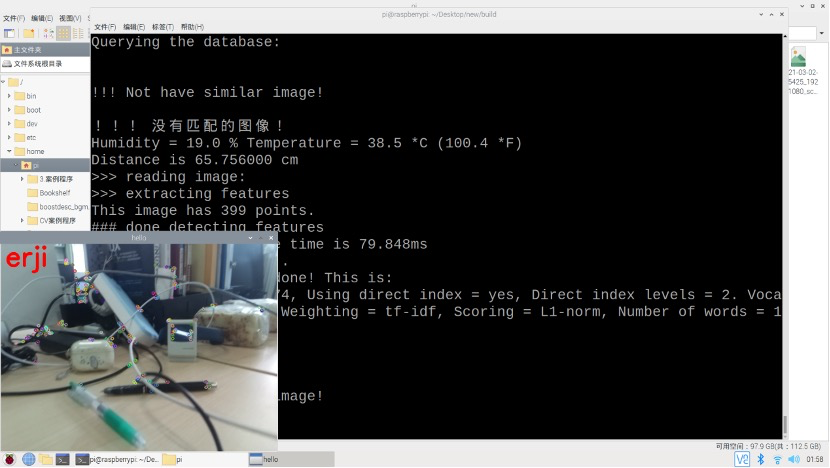 pi
pi@raspberrypi: ~/Desktop/new/build
文件(F) 编辑(E) 视图(V)
文件(F) 编辑(E) 标签(T) 帮助(H)
主文件夹
文件系统根目录
/
bin
boot
dev
etc
home
pi
3.案例程序
Bookshelf
boostdesc_bgm
CV案例程序
Querying the database:
!!! Not have similar image!
！！！ 没有匹配的图像！
Humidity = 19.0 % Temperature = 38.5 *C (100.4 *F)
Distance is 65.756000 cm
>>> reading image:
>>> extracting features
This image has 399 points.
### done detecting features
time is 79.848ms
.
done! This is:
74, Using direct index = yes, Direct index levels = 2. Voca
Weighting = tf-idf, Scoring = L1-norm, Number of words = 1
image!
hello
erji
21-03-02-
5425_192
1080_sc...
可用空间：97.9 GB(共：112.5 GB)
pi@raspberrypi: ~/De...
pi
hello
V2
01:58